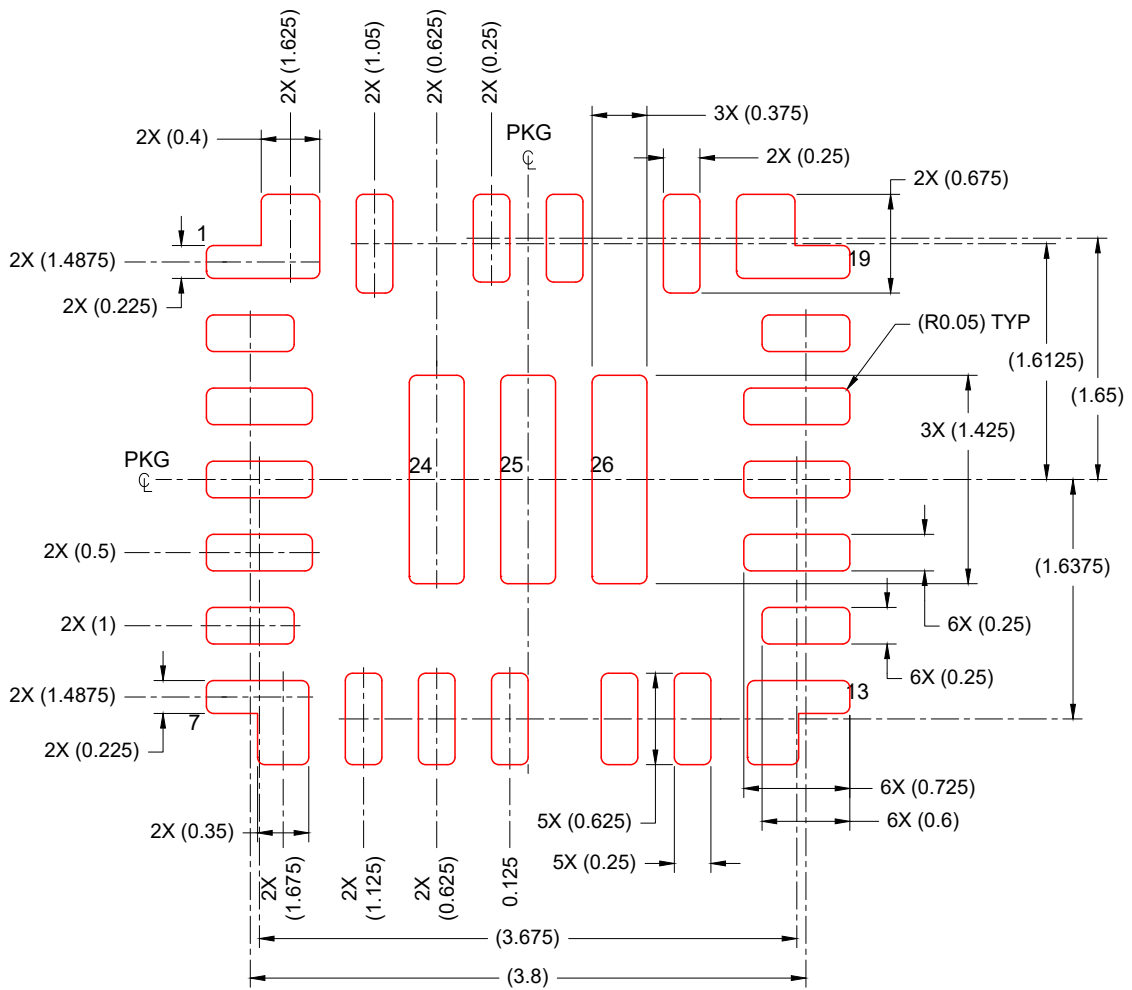 2X (1.625)
2X (1.05)
2X (0.625)
2X (0.25)
PKG
3X (0.375)
2X (0.4)
2X (0.25)
2X (0.675)
1
19
2X (1.4875)
2X (0.225)
(R0.05) TYP
(1.6125)
(1.65)
3X (1.425)
PKG
24
25
26
2X (0.5)
(1.6375)
2X (1)
6X (0.25)
6X (0.25)
2X (1.4875)
7
13
2X (0.225)
6X (0.725)
2X (0.35)
5X (0.625)
6X (0.6)
5X (0.25)
2X
(1.675)
2X
(1.125)
2X
(0.625)
0.125
(3.675)
(3.8)